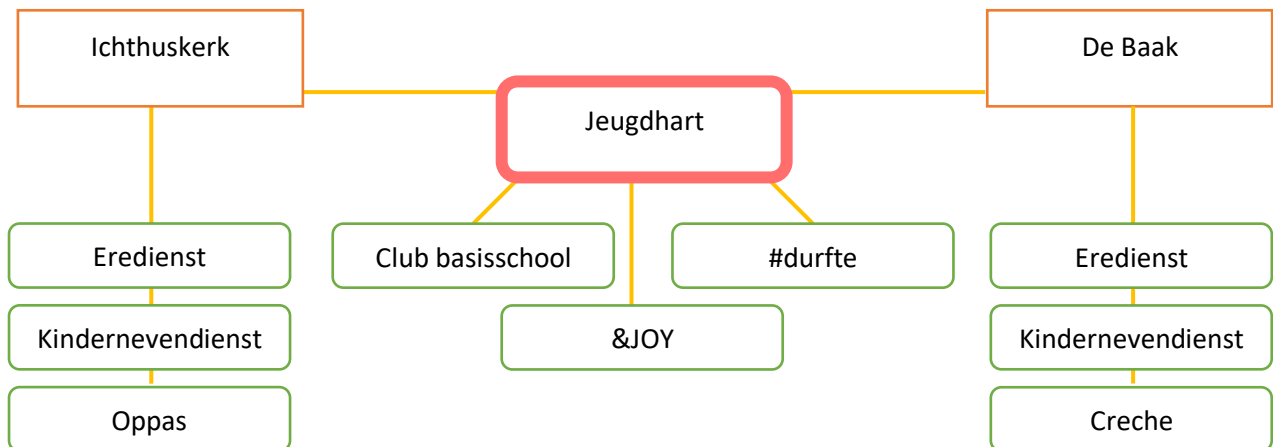 Ichthuskerk
De Baak
Jeugdhart
Eredienst
Club basisschool
#durfte
Eredienst
Kindernevendienst
&JOY
Kindernevendienst
Oppas
Creche